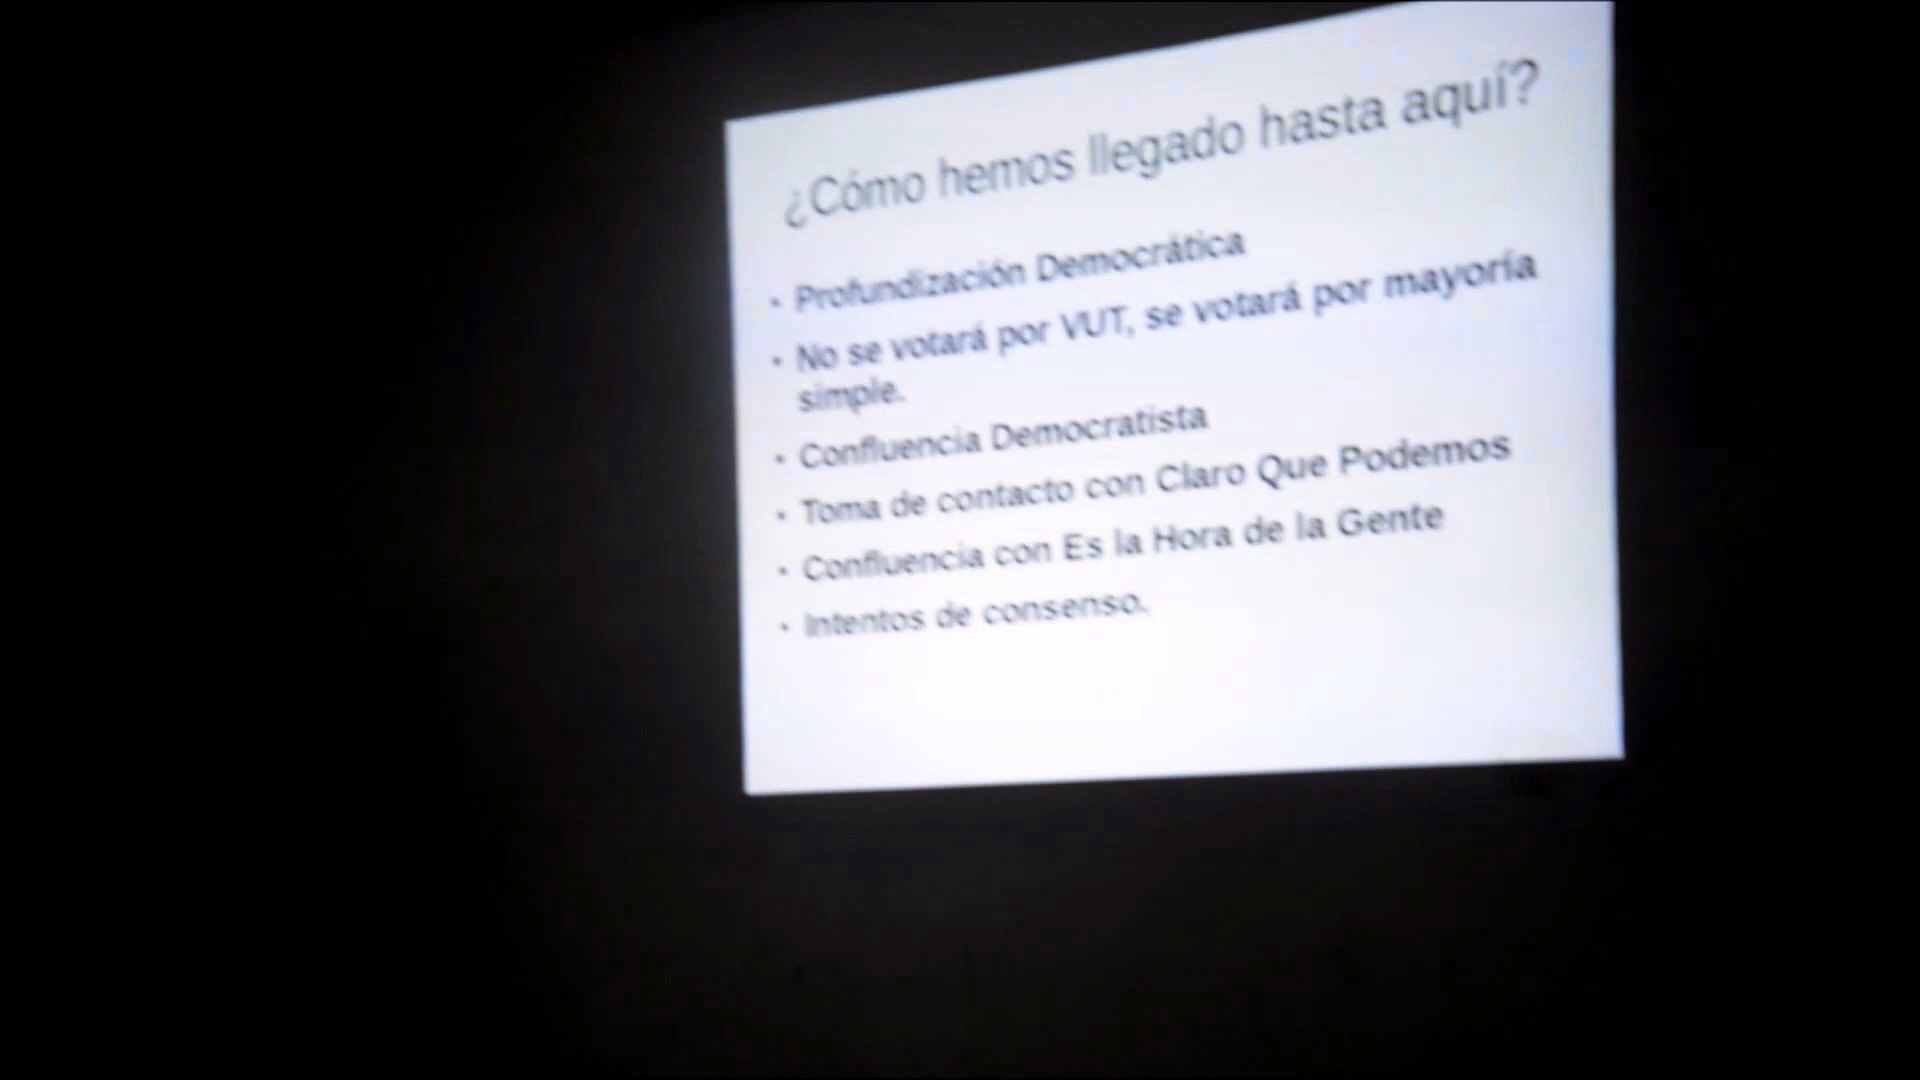 ¿Cómo hemos llegado hasta aquí?
• Profundización Democrática
• No se votará por VUT, se votará por mayoría
simple.
• Confluencia Democratista
• Toma de contacto con Claro Que Podemos
• Confluencia con Es la Hora de la Gente
• Intentos de consenso.